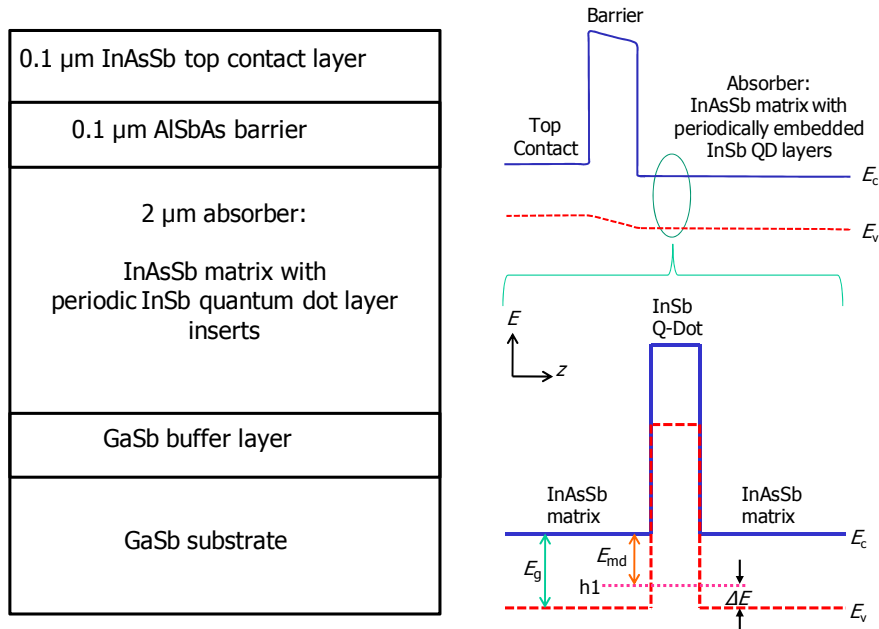 0.1 µm InAsSb top contact layer
0.1 µm AlSbAs barrier
2 µm absorber:
InAsSb matrix with
periodic InSb quantum dot layer
inserts
GaSb buffer layer
GaSb substrate
Barrier
Top
Contact
Absorber:
InAsSb matrix with
periodically embedded
InSb QD layers
Ec
Ev
InSb
Q-Dot
E
z
InAsSb
matrix
InAsSb
matrix
Ec
Eg
Emd
h1
ΔE
Ev